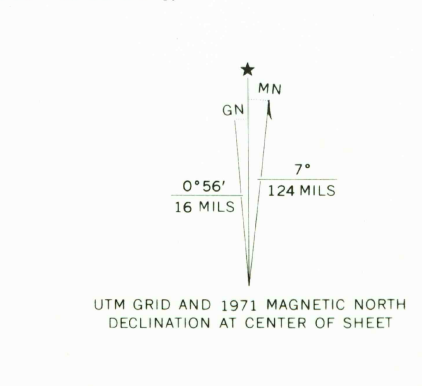 ★
MN
GN
7°
0°56′
124 MILS
16 MILS
UTM GRID AND 1971 MAGNETIC NORTH
DECLINATION AT CENTER OF SHEET